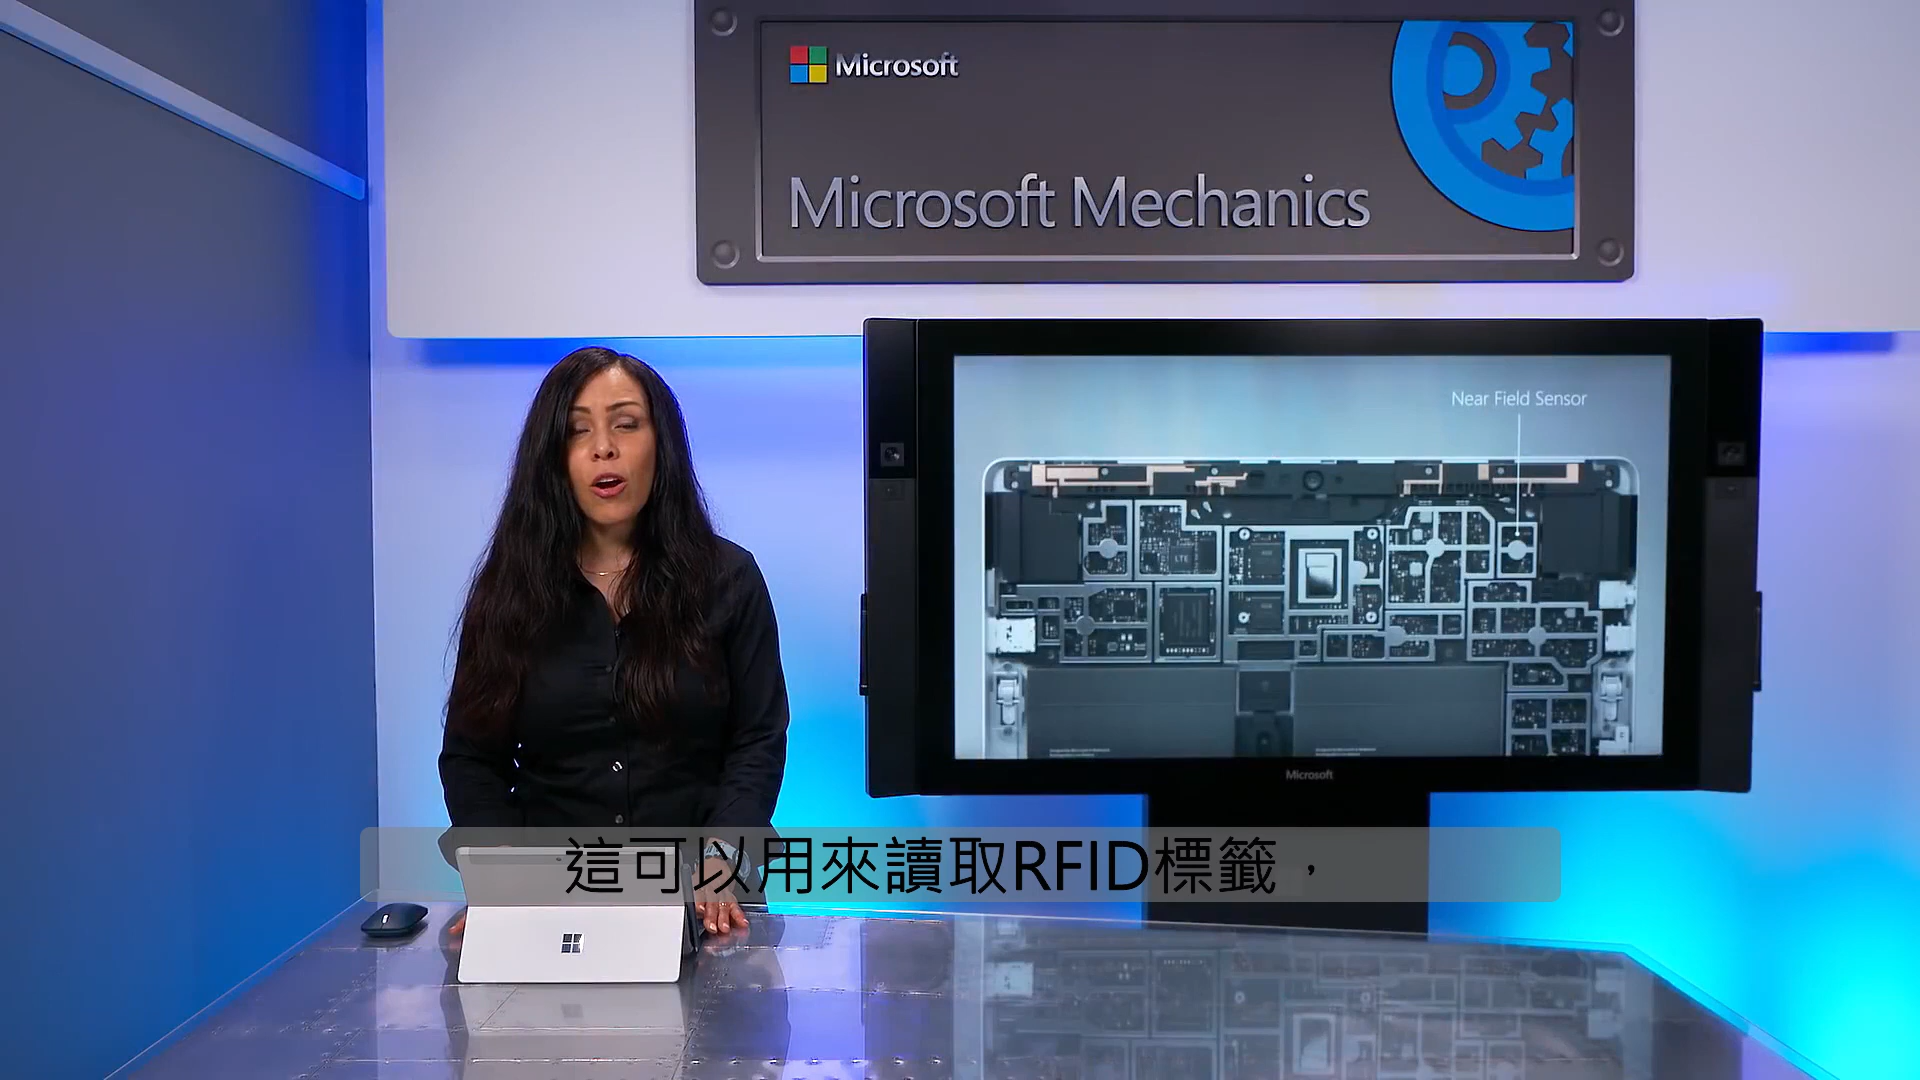 Microsoft
Microsoft Mechanics
Near Field Sensor
LTE
Microsoft
這可以用來讀取RFID標籤，